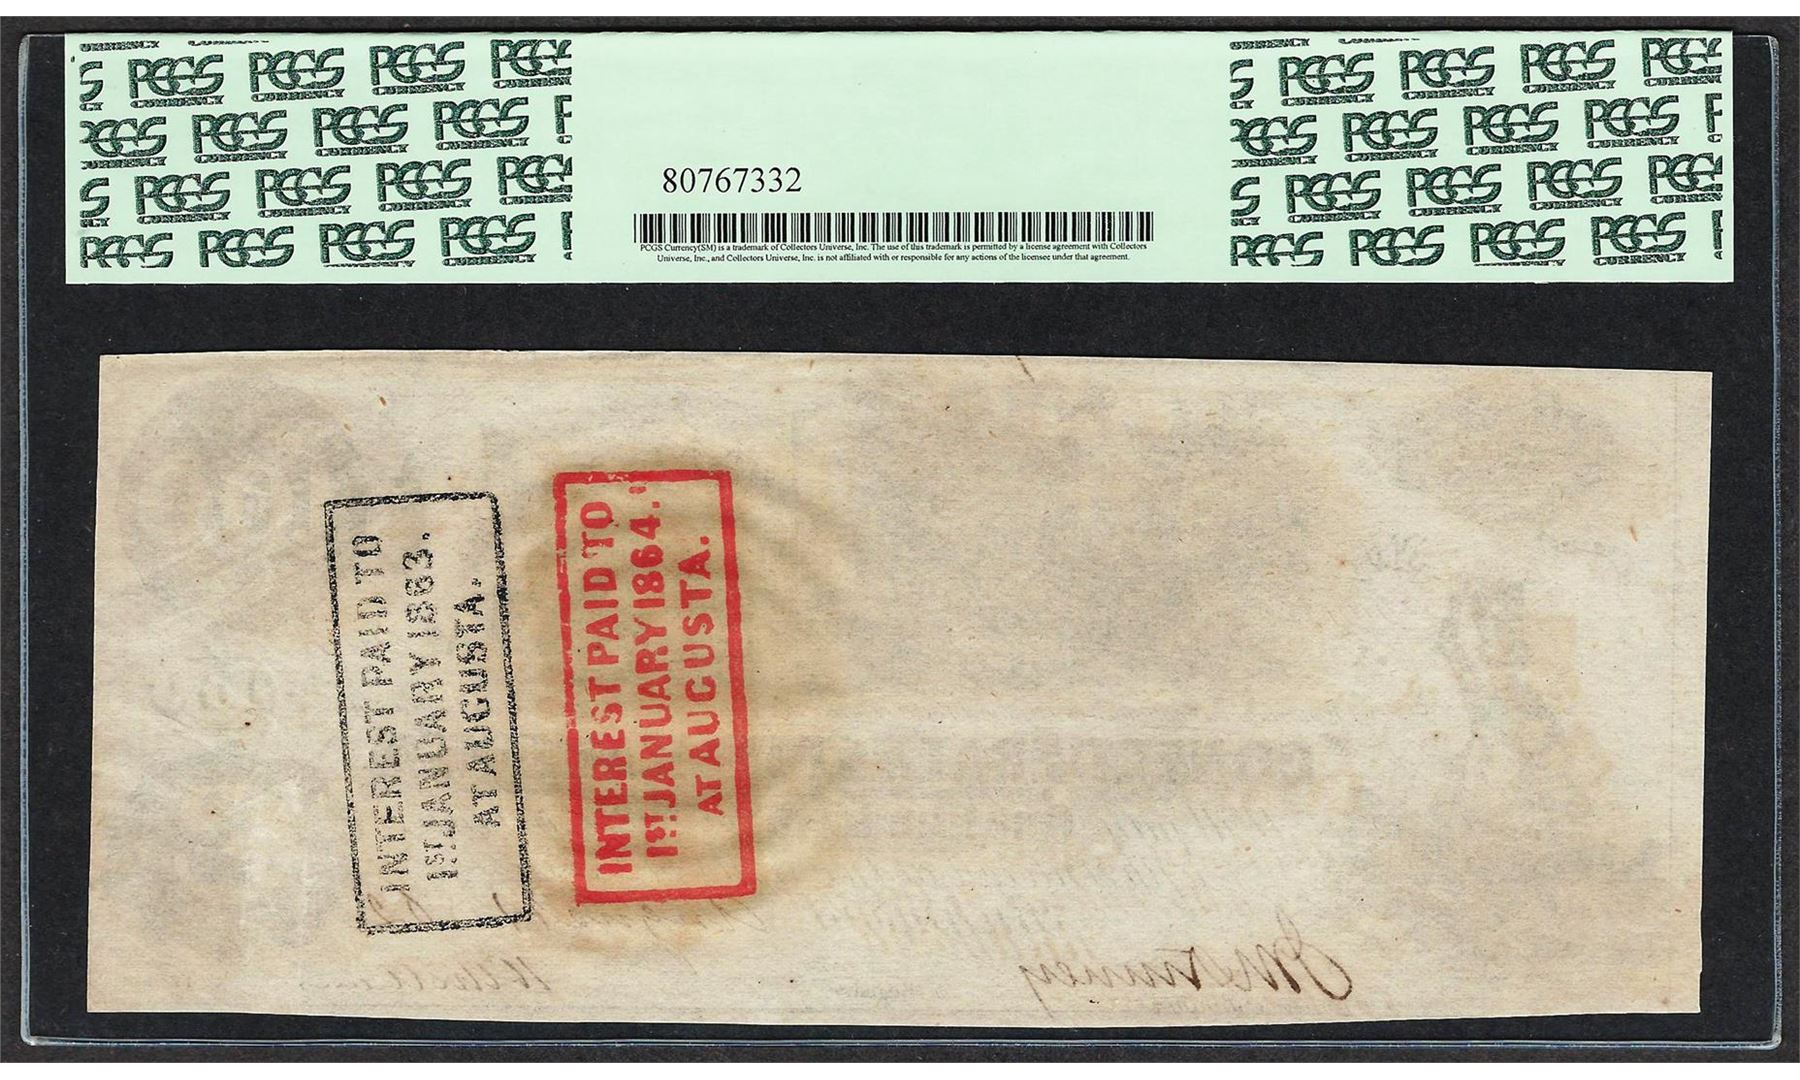 PCGS CURRENCY
80767332
PCGS Currency(SM) is a trademark of Collectors Universe, Inc. The use of this trademark is permitted by a license agreement with Collectors
Universe, Inc., and Collectors Universe, Inc. is not affiliated with or responsible for any actions of the licensee under that agreement.
INTEREST PAID TO
1ST JANUARY 1863.
AT AUGUSTA.
INTEREST PAID TO
1ST JANUARY 1864.
AT AUGUSTA.